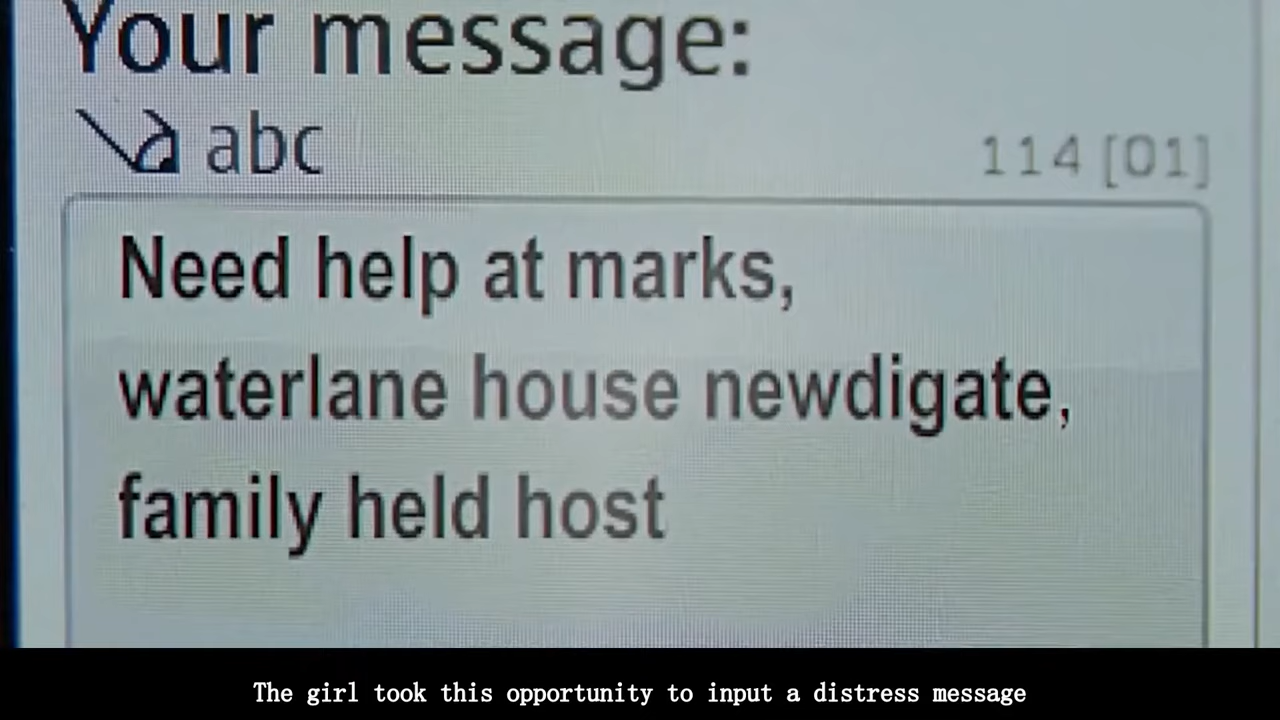 Your message:
abc
114 [01]
Need help at marks,
waterlane house newdigate,
family held host
The girl took this opportunity to input a distress message